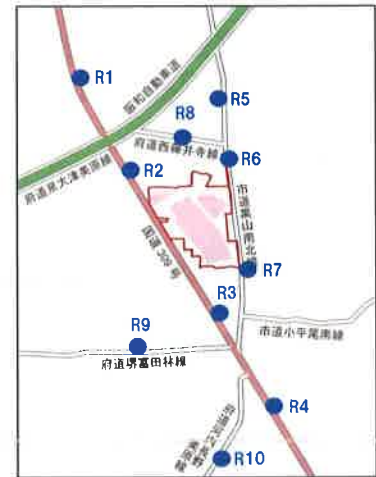 R1
阪和自動車道
R5
R8
府道西藤井寺線
R6
府道泉大津美原線
R2
市道黒山南北線
国道309号
R7
R3
市道小平尾南線
R9
府道堺富田林線
R4
R10